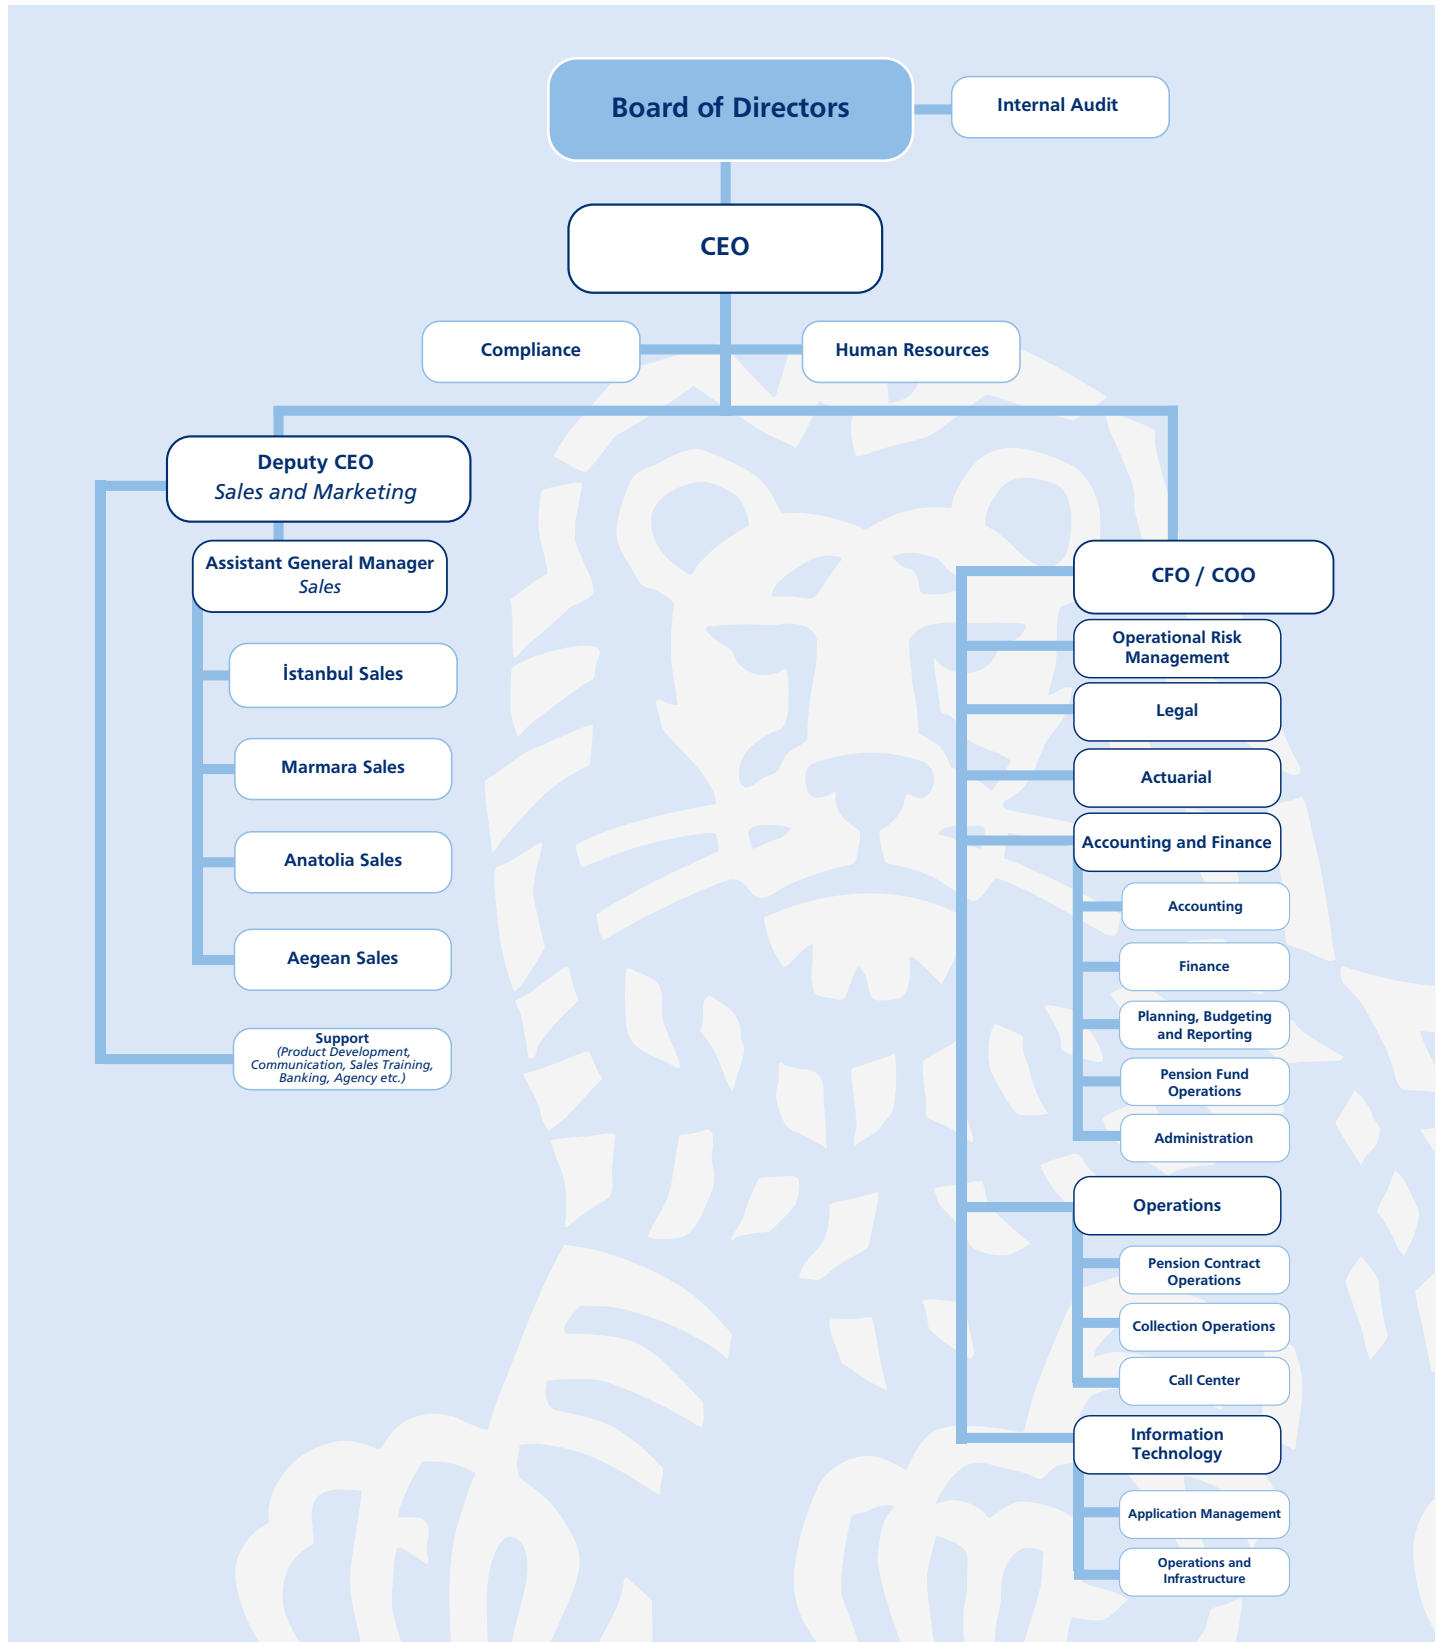 Board of Directors
Internal Audit
CEO
Compliance
Human Resources
Deputy CEO
Sales and Marketing
Assistant General Manager
Sales
İstanbul Sales
Marmara Sales
Anatolia Sales
Aegean Sales
Support
(Product Development,
Communication, Sales Training,
Banking, Agency etc.)
CFO / COO
Operational Risk
Management
Legal
Actuarial
Accounting and Finance
Accounting
Finance
Planning, Budgeting
and Reporting
Pension Fund
Operations
Administration
Operations
Pension Contract
Operations
Collection Operations
Call Center
Information
Technology
Application Management
Operations and
Infrastructure